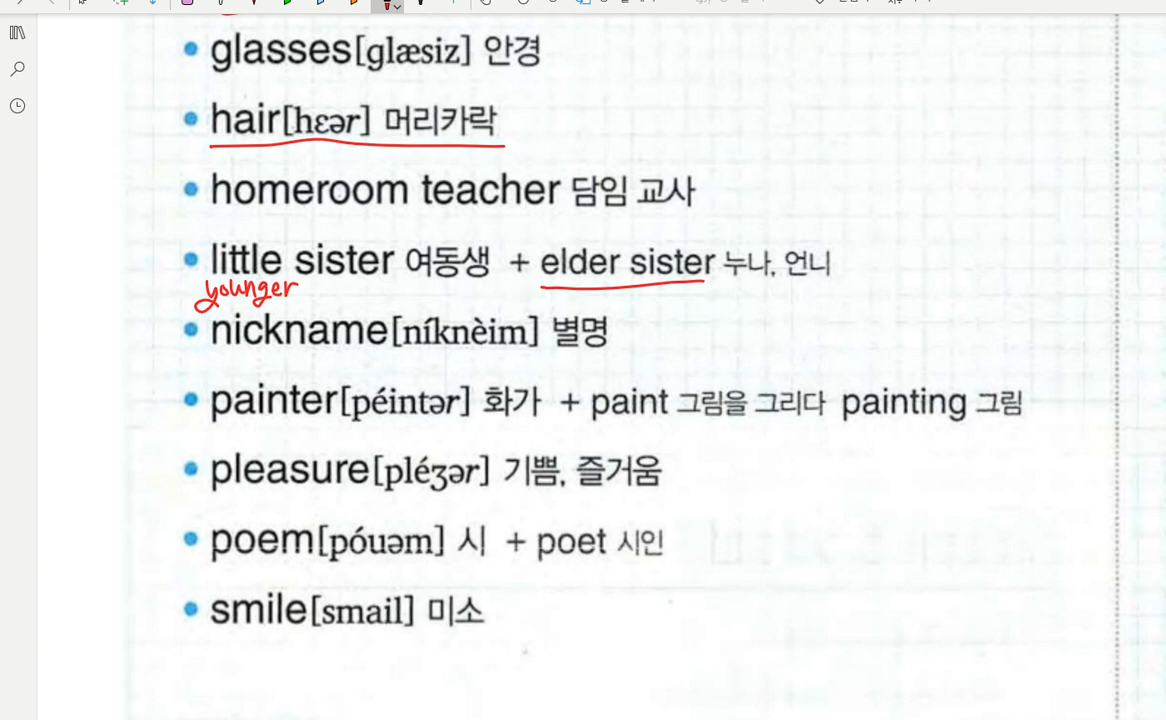 • glasses[glæsiz] 안경
• hair[hɛər] 머리카락
• homeroom teacher 담임 교사
• little sister 여동생 + elder sister 누나, 언니
younger
• nickname[níknèim] 별명
• painter[péintər] 화가 + paint 그림을 그리다 painting 그림
• pleasure[pléʒər] 기쁨, 즐거움
• poem[póuəm] 시 + poet 시인
• smile[smail] 미소